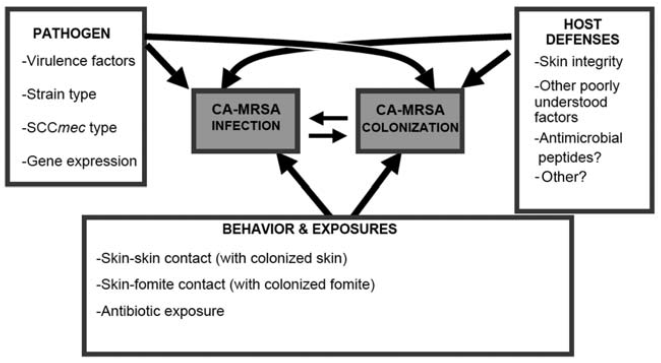 PATHOGEN
-Virulence factors
-Strain type
-SCCmec type
-Gene expression
CA-MRSA
INFECTION
CA-MRSA
COLONIZATION
HOST
DEFENSES
-Skin integrity
-Other poorly
understood
factors
-Antimicrobial
peptides?
-Other?
BEHAVIOR & EXPOSURES
-Skin-skin contact (with colonized skin)
-Skin-fomite contact (with colonized fomite)
-Antibiotic exposure